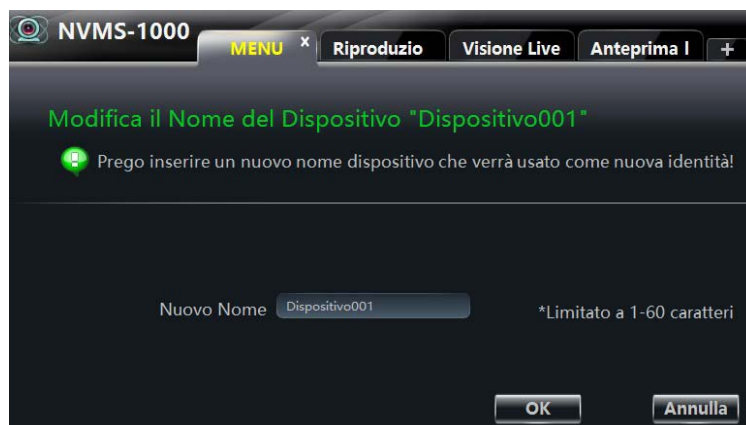 NVMS-1000
MENU x Riproduzio Visione Live Anteprima I +
Modifica il Nome del Dispositivo "Dispositivo001"
Prego inserire un nuovo nome dispositivo che verrà usato come nuova identità!
Nuovo Nome Dispositivo001 *Limitato a 1-60 caratteri
OK Annulla